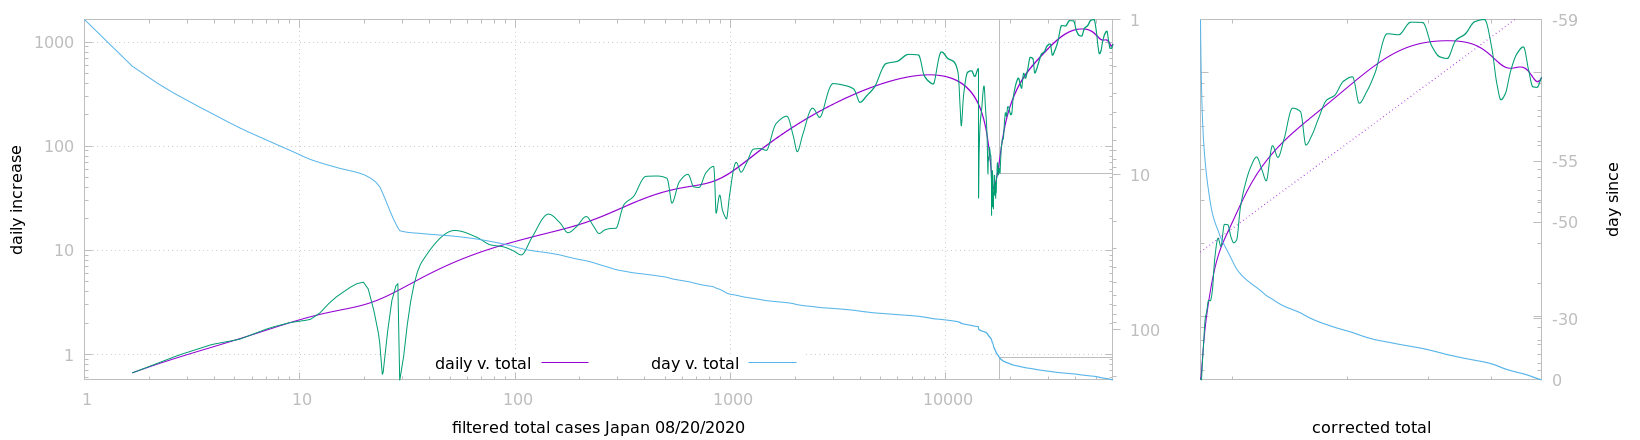 1000
100
10
1
daily increase
1
10
100
1000
10000
1
10
100
daily v. total
day v. total
filtered total cases Japan 08/20/2020
-59
-55
-50
-30
0
day since
corrected total